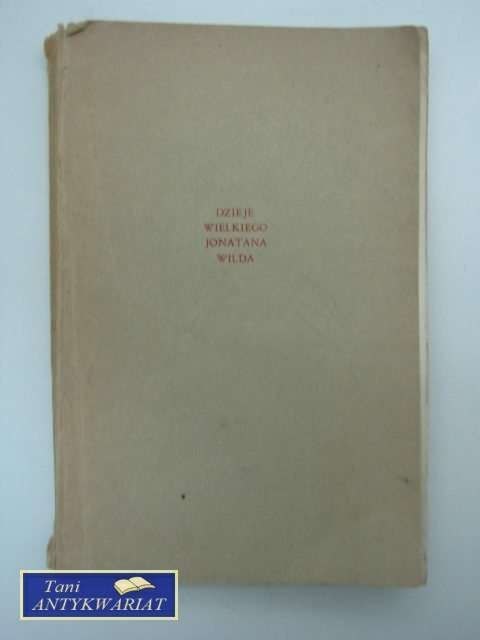 DZIEJE
WIELKIEGO
JONATANA
WILDA
Tani
ANTYKWARIAT